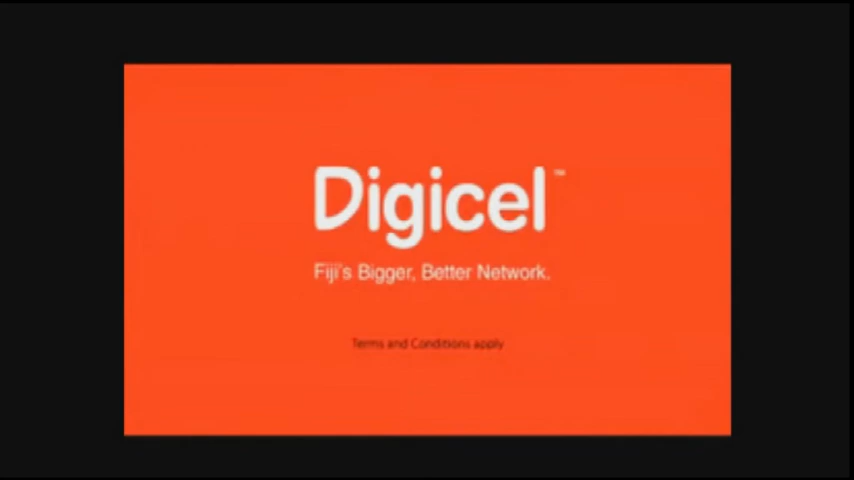 Digicel™
Fiji's Bigger, Better Network.
Terms and Conditions apply